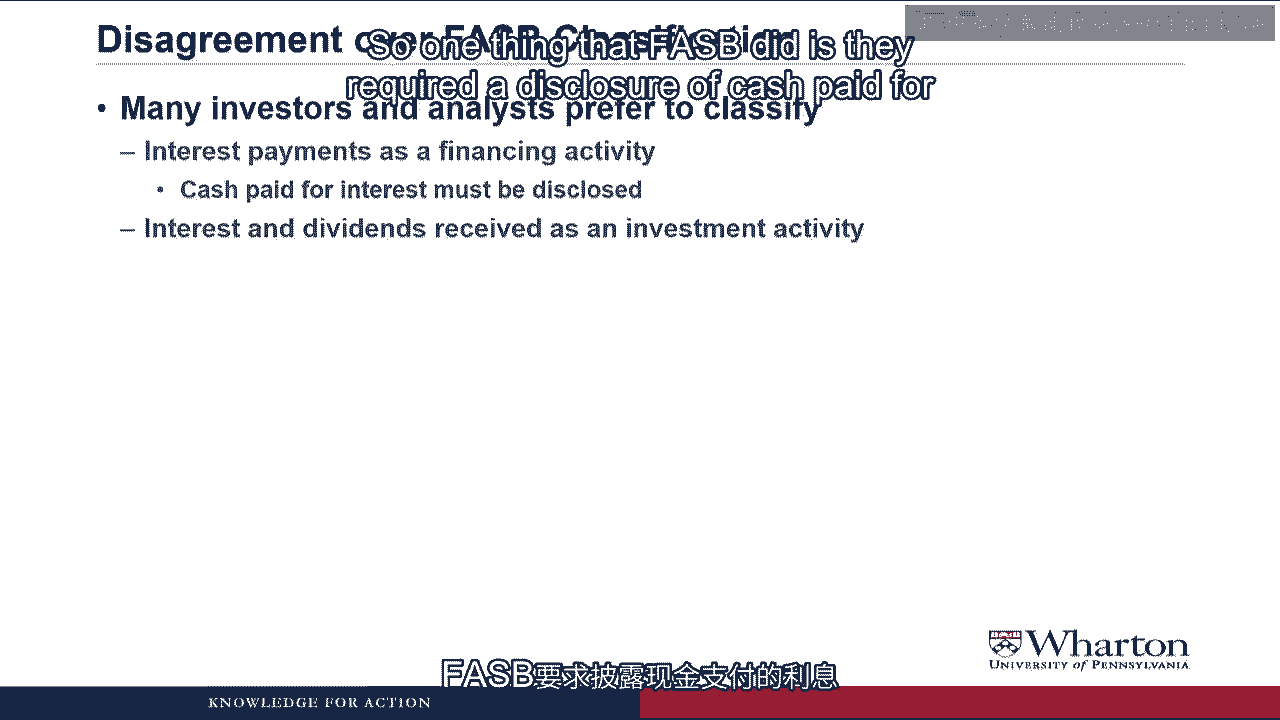 Disagreement over FASB Classification
So one thing that FASB did is they
required a disclosure of cash paid for
• Many investors and analysts prefer to classify
– Interest payments as a financing activity
• Cash paid for interest must be disclosed
– Interest and dividends received as an investment activity
Wharton
UNIVERSITY of PENNSYLVANIA
FASB要求披露现金支付的利息
KNOWLEDGE FOR ACTION